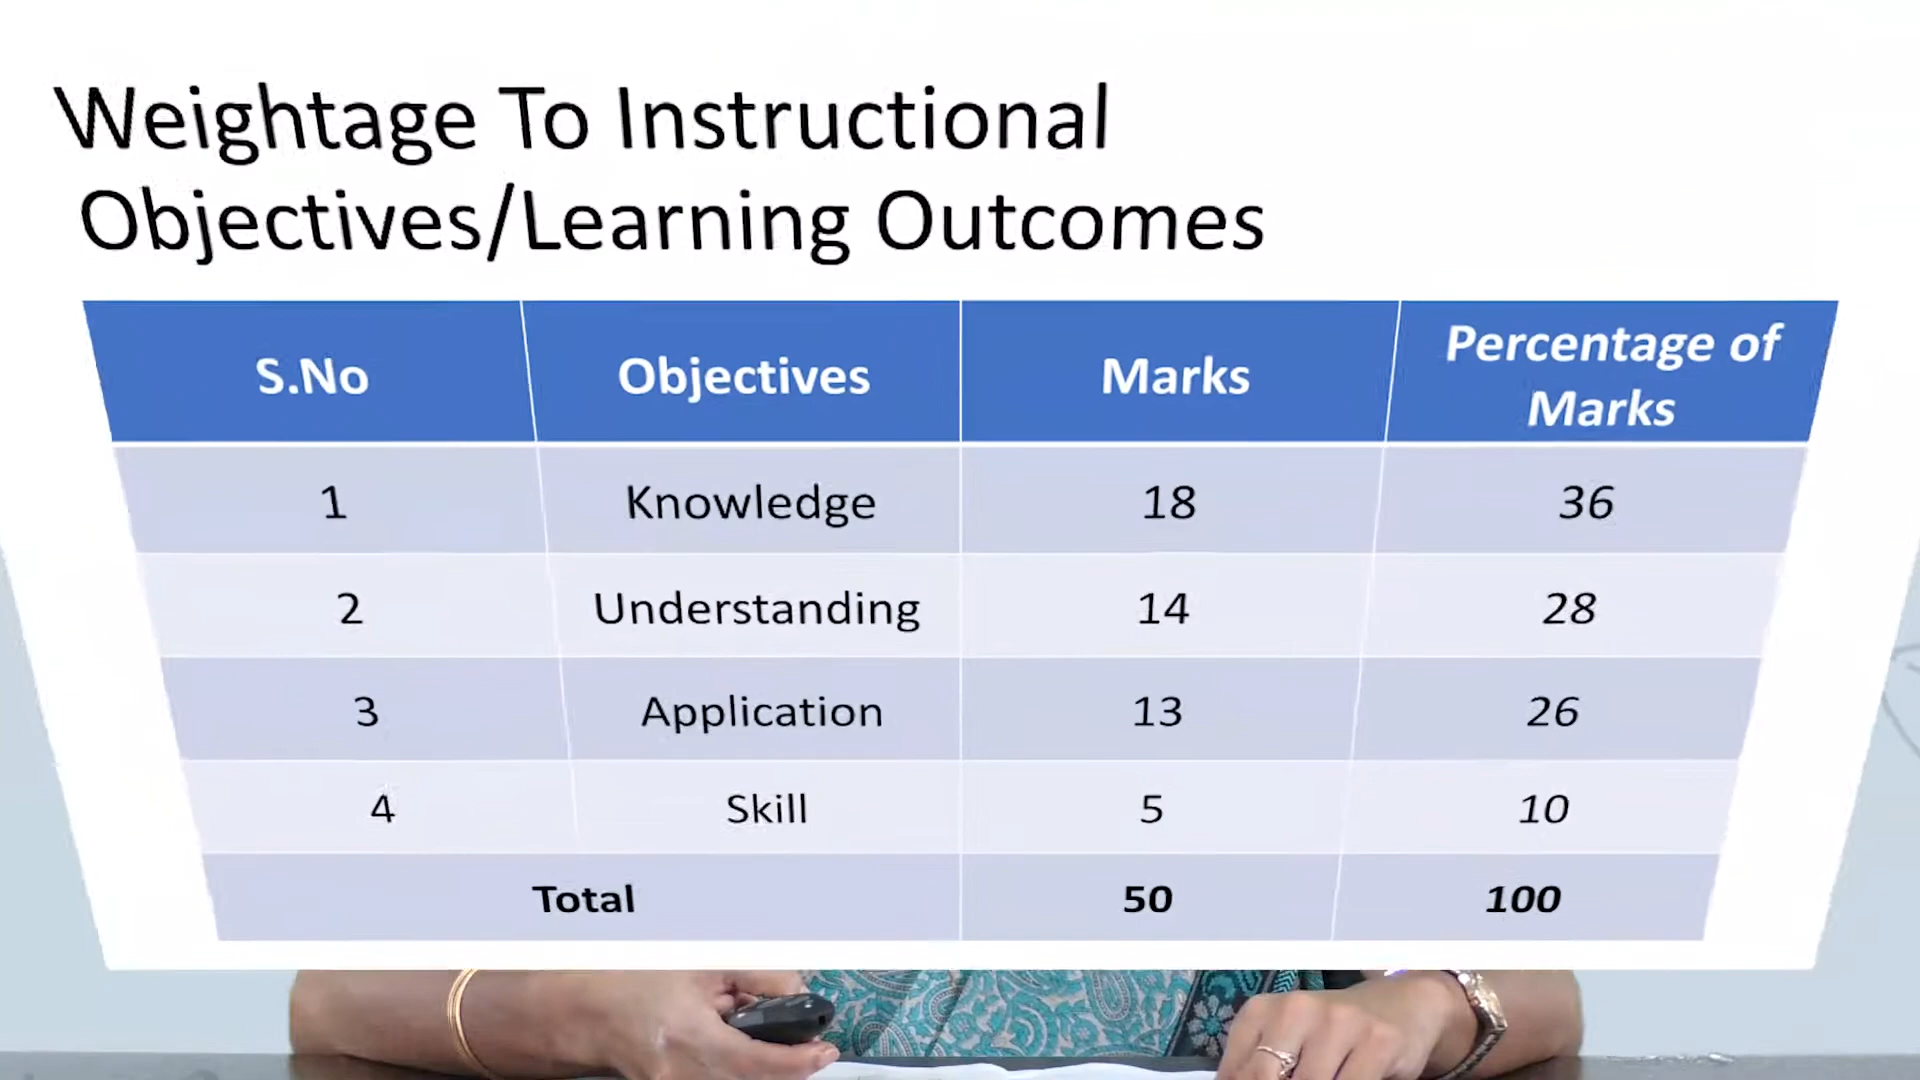 Weightage To Instructional
Objectives/Learning Outcomes
S.No Objectives Marks Percentage of Marks
1 Knowledge 18 36
2 Understanding 14 28
3 Application 13 26
4 Skill 5 10
Total 50 100